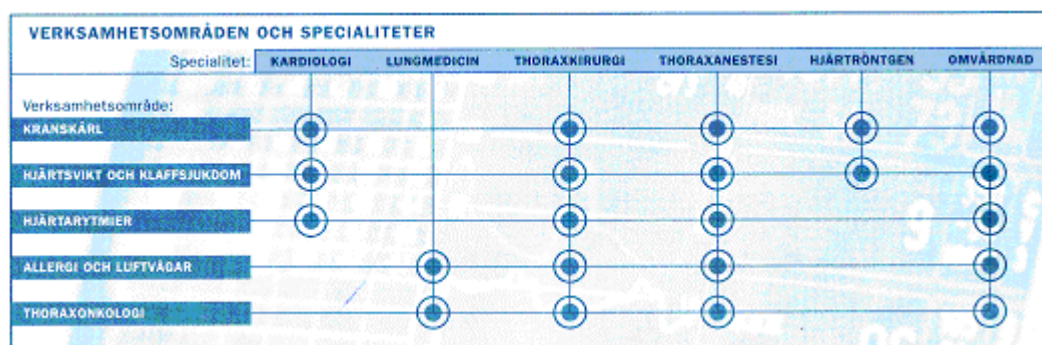 VERKSAMHETSOMRÅDEN OCH SPECIALITETER
Specialitet: KARDIOLOGI LUNGMEDICIN THORAXKIRURGI THORAXANESTESI HJÄRTRÖNTGEN OMVÅRDNAD
Verksamhetsområde:
KRANSKÄRL
HJÄRTSVIKT OCH KLAFFSJUKDOM
HJÄRTARYTMIER
ALLERGI OCH LUFTVÄGAR
THORAXONKOLOGI